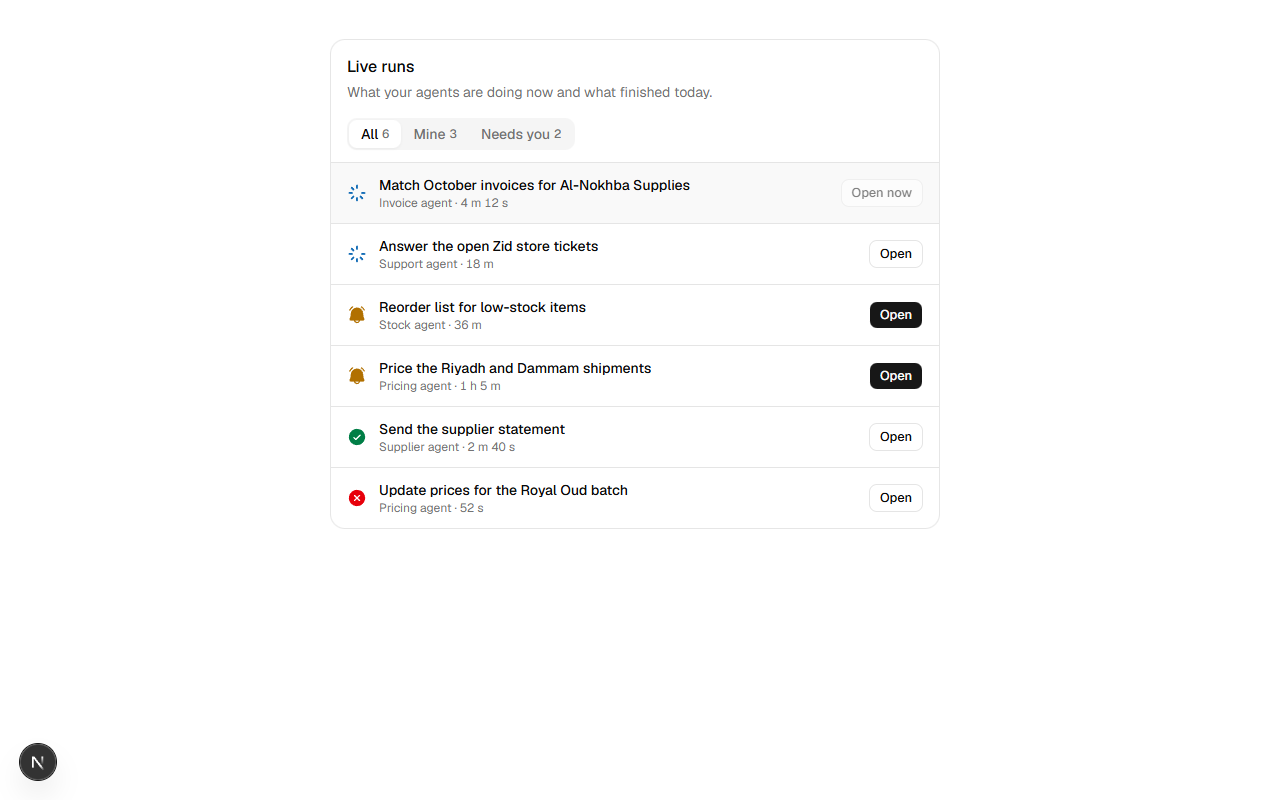 Live runs
What your agents are doing now and what finished today.
All 6 Mine 3 Needs you 2
Match October invoices for Al-Nokhba Supplies
Invoice agent · 4 m 12 s
Open now
Answer the open Zid store tickets
Support agent · 18 m
Open
Reorder list for low-stock items
Stock agent · 36 m
Open
Price the Riyadh and Dammam shipments
Pricing agent · 1 h 5 m
Open
Send the supplier statement
Supplier agent · 2 m 40 s
Open
Update prices for the Royal Oud batch
Pricing agent · 52 s
Open
N